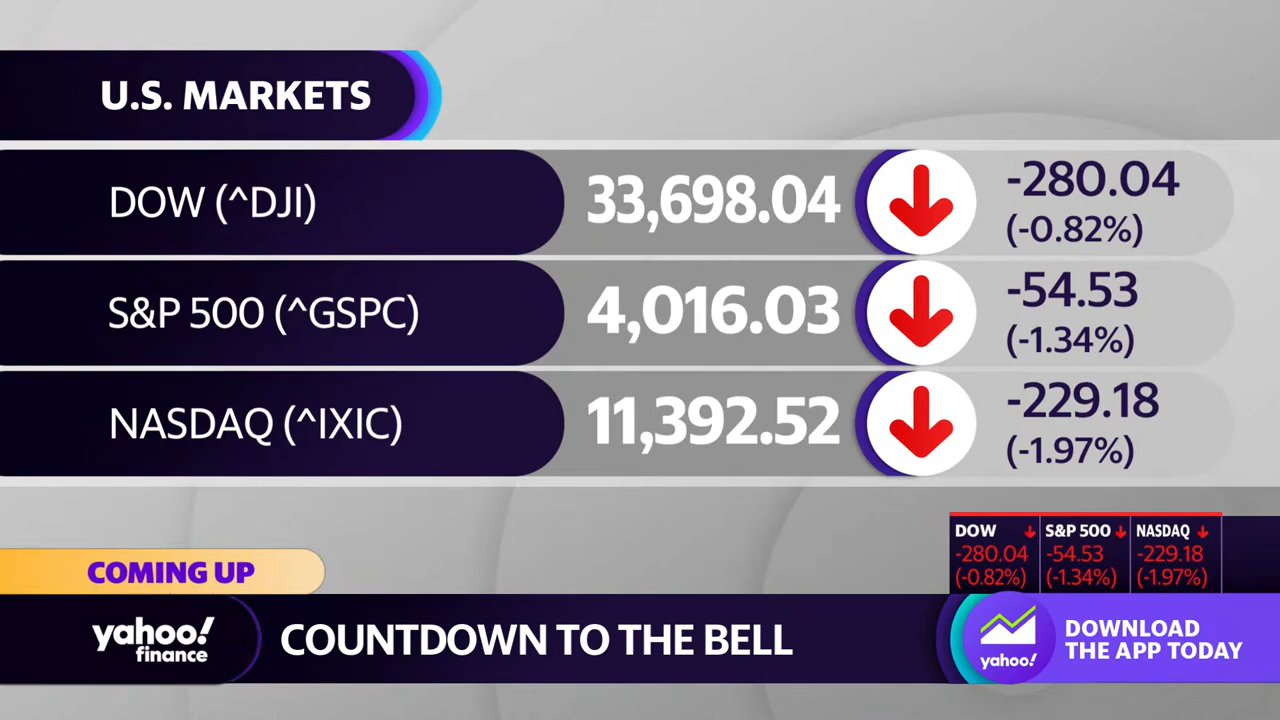 U.S. MARKETS
DOW (^DJI)
33,698.04
-280.04
(-0.82%)
S&P 500 (^GSPC)
4,016.03
-54.53
(-1.34%)
NASDAQ (^IXIC)
11,392.52
-229.18
(-1.97%)
DOW
-280.04
(-0.82%)
S&P 500
-54.53
(-1.34%)
NASDAQ
-229.18
(-1.97%)
COMING UP
yahoo!
finance
COUNTDOWN TO THE BELL
yahoo!
DOWNLOAD
THE APP TODAY